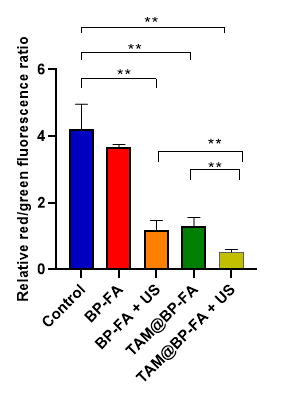 **
**
**
**
**
Relative red/green fluorescence ratio
6
4
2
0
Control
BP-FA
BP-FA + US
TAM@BP-FA
TAM@BP-FA + US